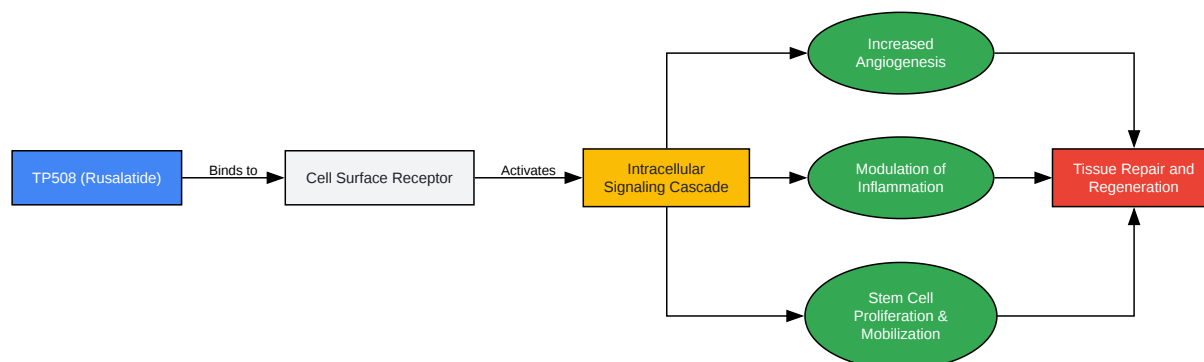 Increased
Angiogenesis
TP508 (Rusalatide)
Binds to
Cell Surface Receptor
Activates
Intracellular
Signaling Cascade
Modulation of
Inflammation
Tissue Repair and
Regeneration
Stem Cell
Proliferation &
Mobilization